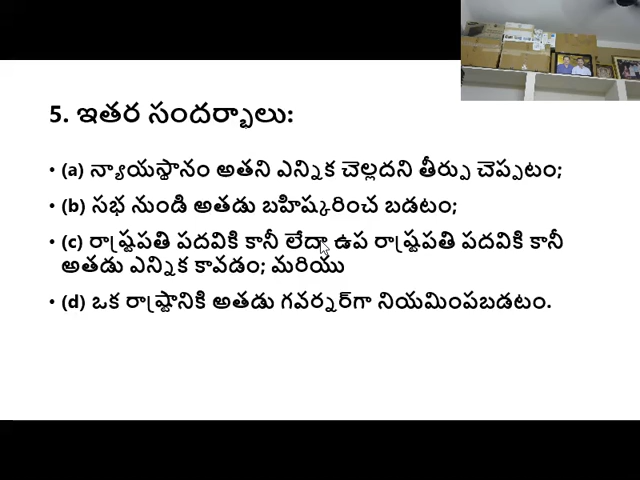 5. ఇతర సందర్భాలు:
• (a) న్యాయస్థానం అతని ఎన్నిక చెల్లదని తీర్పు చెప్పటం;
• (b) సభ నుండి అతడు బహిష్కరించ బడటం;
• (c) రాష్ట్రపతి పదవికి కానీ లేదా ఉప రాష్ట్రపతి పదవికి కానీ
అతడు ఎన్నిక కావడం; మరియు
• (d) ఒక రాష్ట్రానికి అతడు గవర్నర్‌గా నియమింపబడటం.